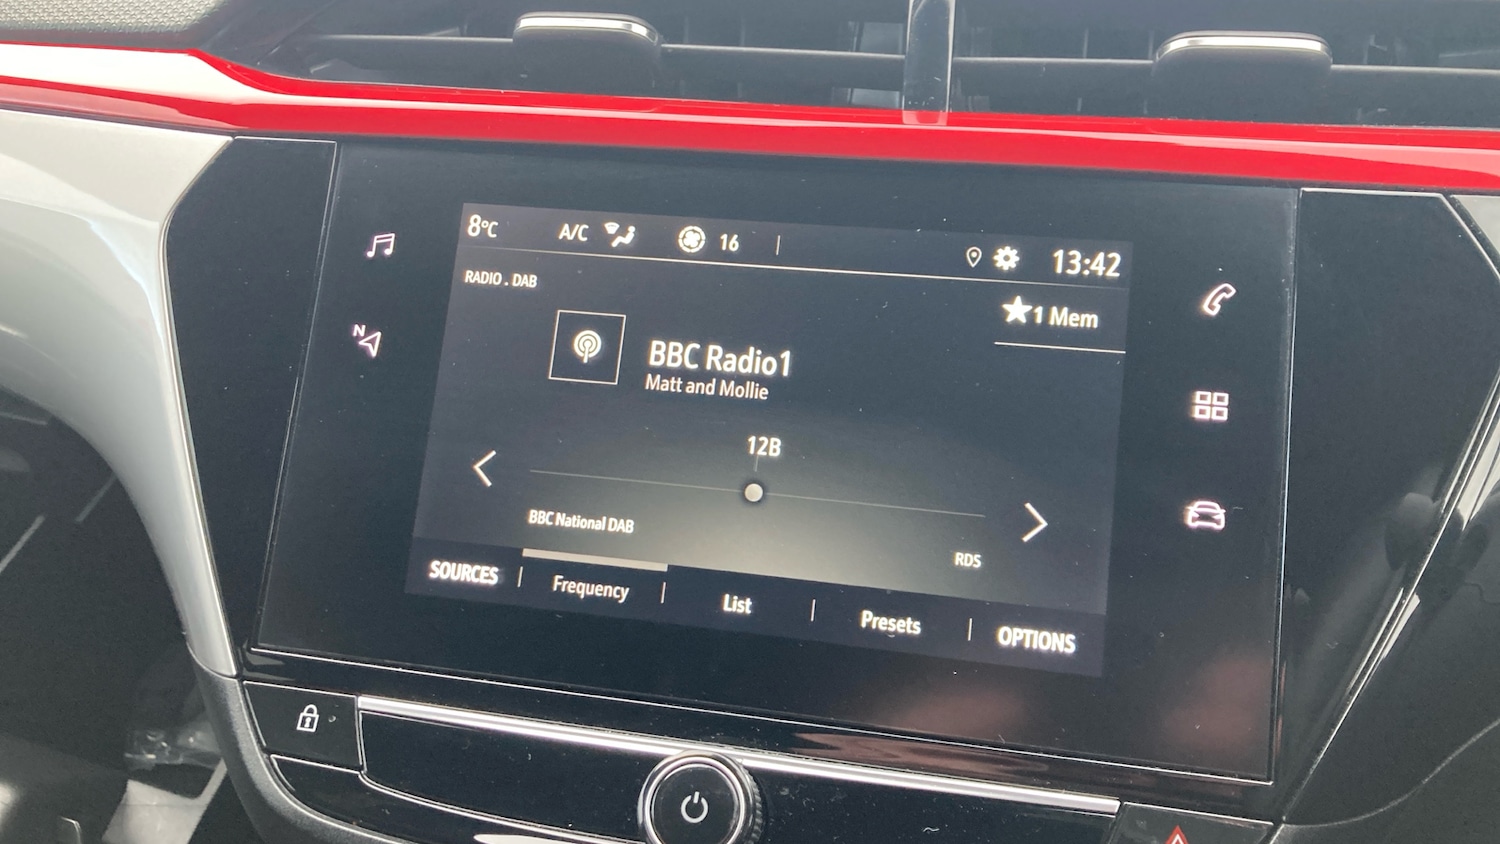 8°C A/C 16 13:42
RADIO . DAB
1 Mem
BBC Radio1
Matt and Mollie
N
12B
BBC National DAB
RDS
SOURCES Frequency List Presets OPTIONS